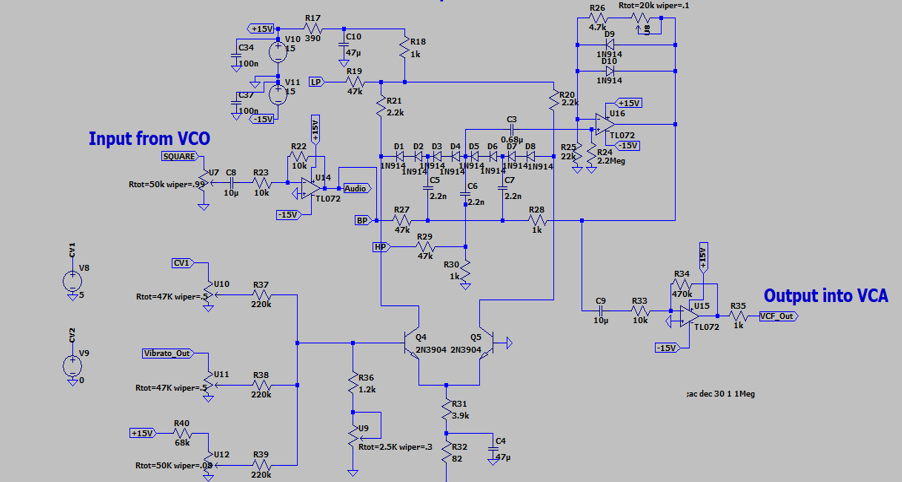 +15V
R17
390
V10
15
C34
100n
C10
47µ
R18
1k
V11
15
C37
100n
-15V
LP
R19
47k
R21
2.2k
R20
2.2k
R26
4.7k
Rtot=20k wiper=.1
U8
D9
1N914
D10
1N914
+15V
U16
TL072
-15V
C3
0.68µ
R25
22k
R24
2.2Meg
Input from VCO
SQUARE
Rtot=50k wiper=.99
U7
C8
10µ
R23
10k
R22
10k
+15V
U14
TL072
-15V
Audio
D1 D2 D3 D4 D5 D6 D7 D8
1N914 1N914 1N914 1N914 1N914 1N914 1N914 1N914
C5
2.2n
C6
2.2n
C7
2.2n
BP
R27
47k
R28
1k
HP
R29
47k
R30
1k
CV1
V8
5
CV2
V9
0
CV1
U10
Rtot=47K wiper=.5
R37
220k
Vibrato_Out
U11
Rtot=47K wiper=.5
R38
220k
+15V
R40
68k
U12
Rtot=50K wiper=.08
R39
220k
R36
1.2k
U9
Rtot=2.5K wiper=.3
Q4
2N3904
Q5
2N3904
R31
3.9k
R32
82
C4
47µ
C9
10µ
R33
10k
R34
470k
+15V
U15
TL072
-15V
R35
1k
VCF_Out
Output into VCA
;ac dec 30 1 1Meg